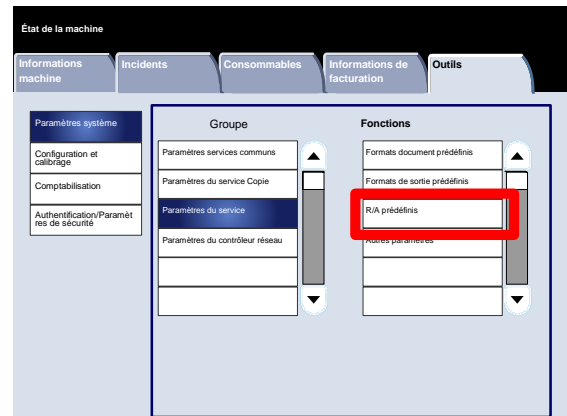 État de la machine
Informations
machine
Incidents
Consommables
Informations de
facturation
Outils
Paramètres système
Configuration et
calibrage
Comptabilisation
Authentification/Paramèt
res de sécurité
Groupe
Paramètres services communs
Paramètres du service Copie
Paramètres du service
Paramètres du contrôleur réseau
Fonctions
Formats document prédéfinis
Formats de sortie prédéfinis
R/A prédéfinis
Autres paramètres